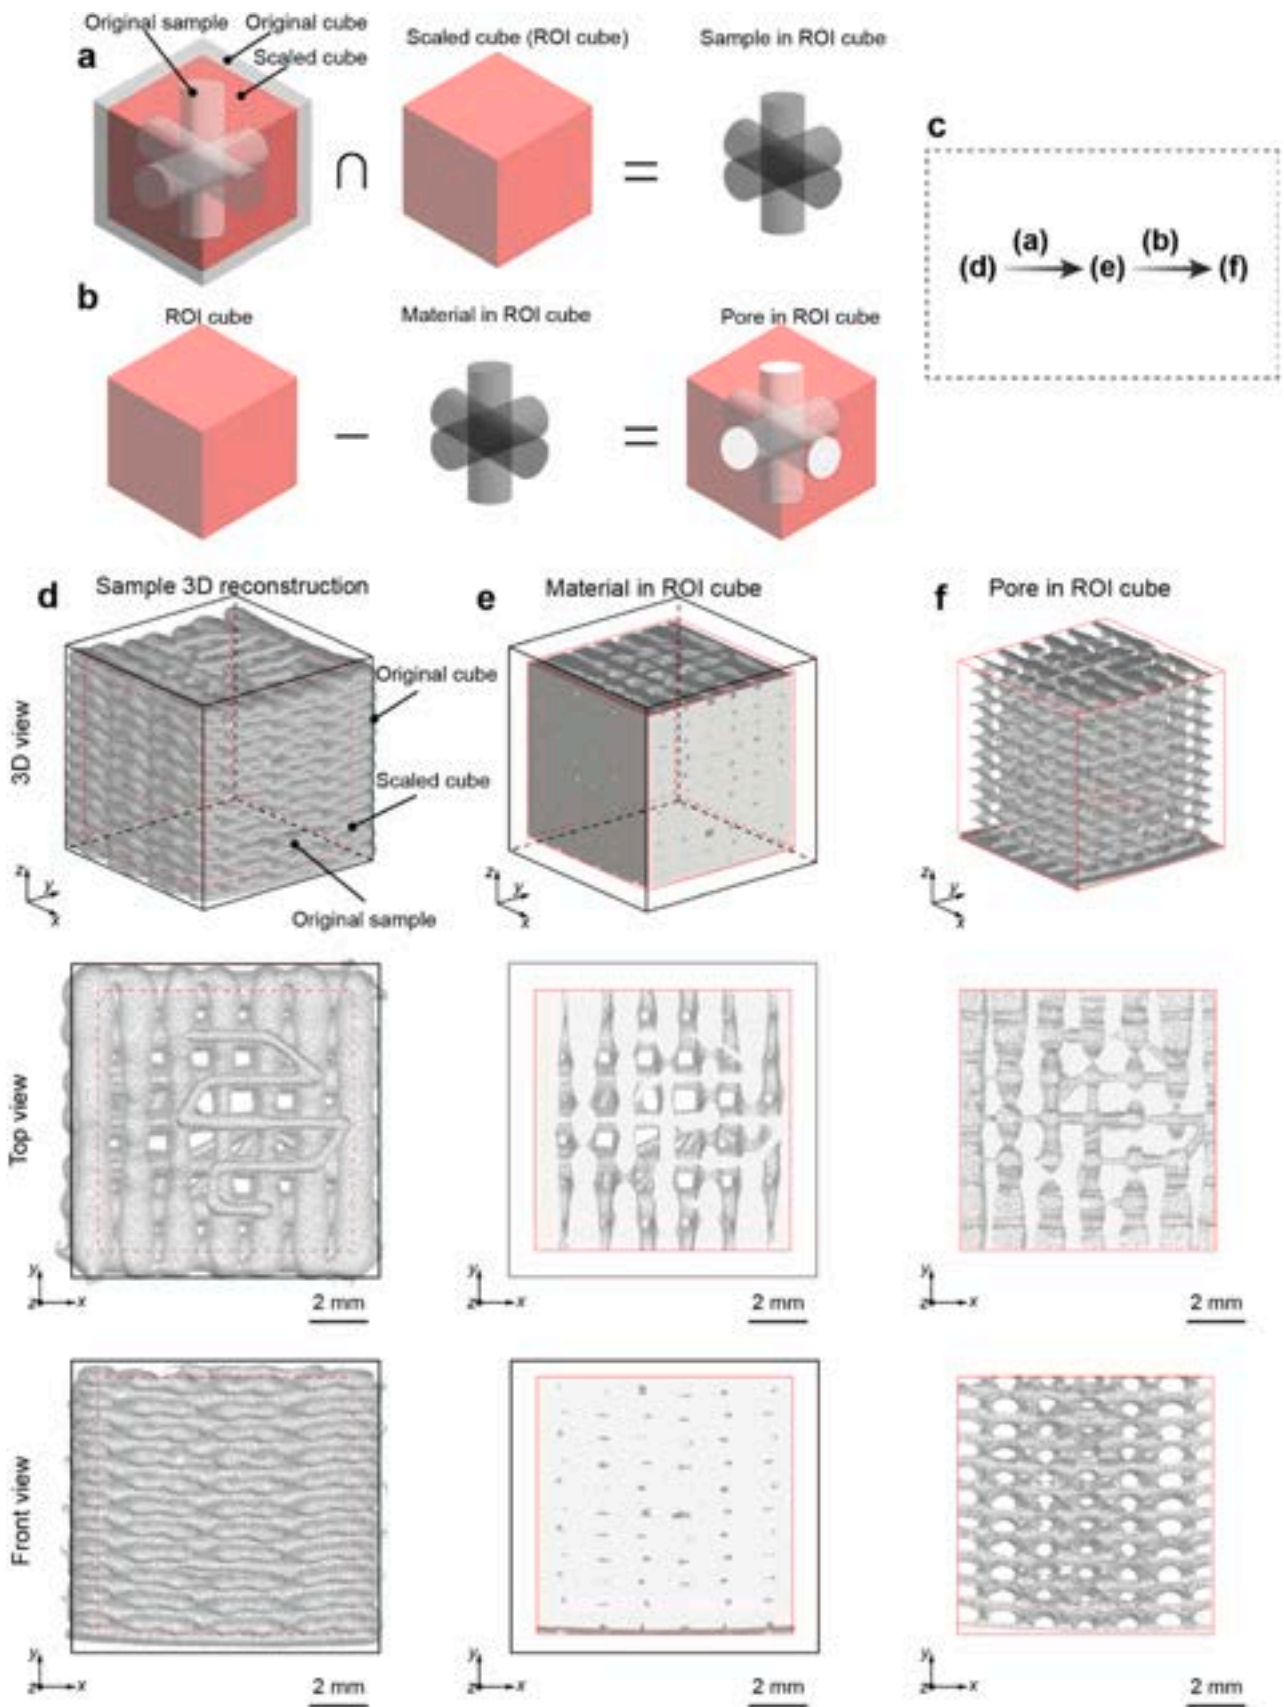 Original sample
Original cube
Scaled cube
a
Scaled cube (ROI cube)
Sample in ROI cube
∩
=
c
(d)
(a)
(e)
(b)
(f)
b
ROI cube
Material in ROI cube
Pore in ROI cube
−
=
d
Sample 3D reconstruction
e
Material in ROI cube
f
Pore in ROI cube
3D view
Original cube
Scaled cube
Original sample
z
y
x
z
y
x
z
y
x
Top view
y
z
x
2 mm
y
z
x
2 mm
y
z
x
2 mm
Front view
y
z
x
2 mm
y
z
x
2 mm
y
z
x
2 mm